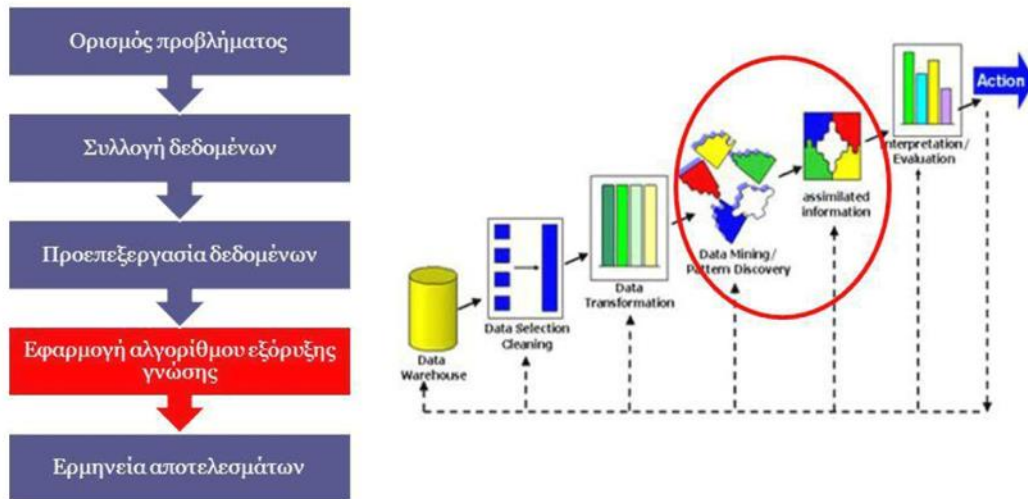 Ορισμός προβλήματος
Συλλογή δεδομένων
Προεπεξεργασία δεδομένων
Εφαρμογή αλγορίθμου εξόρυξης
γνώσης
Ερμηνεία αποτελεσμάτων
Data
Warehouse
Data Selection
Cleaning
Data
Transformation
Data Mining/
Pattern Discovery
assimilated
information
Interpretation/
Evaluation
Action